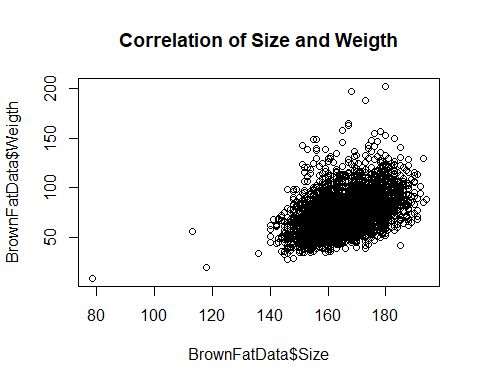 Correlation of Size and Weigth
BrownFatData$Weigth
200
150
100
50
80 100 120 140 160 180
BrownFatData$Size